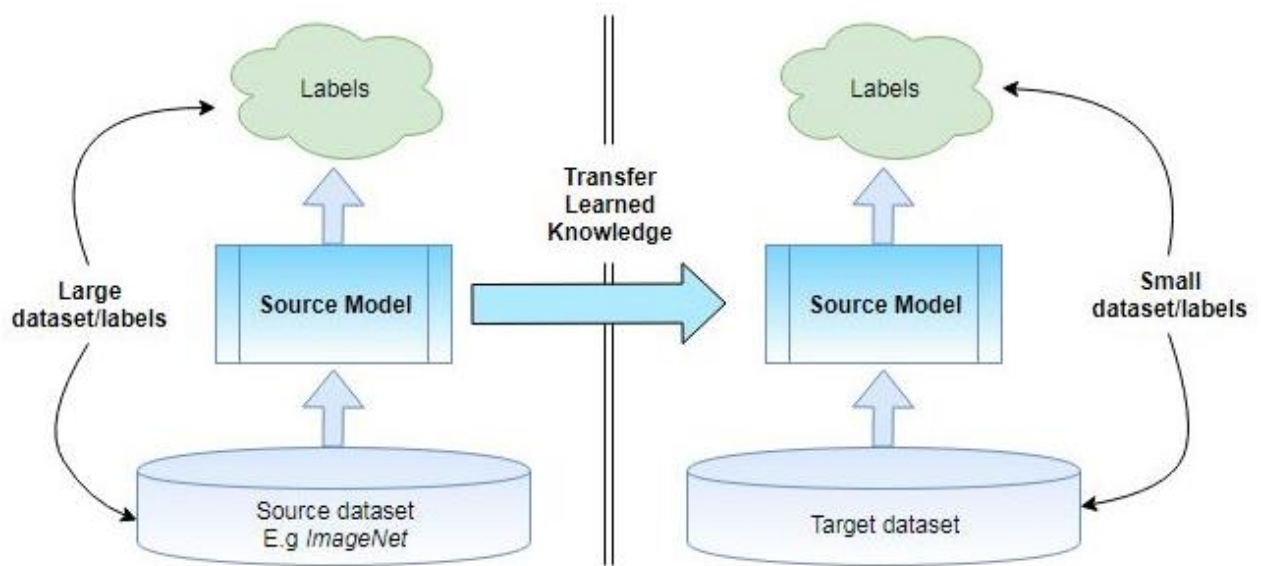 Labels
Source Model
Large
dataset/labels
Source dataset
E.g ImageNet
Transfer
Learned
Knowledge
Labels
Source Model
Small
dataset/labels
Target dataset